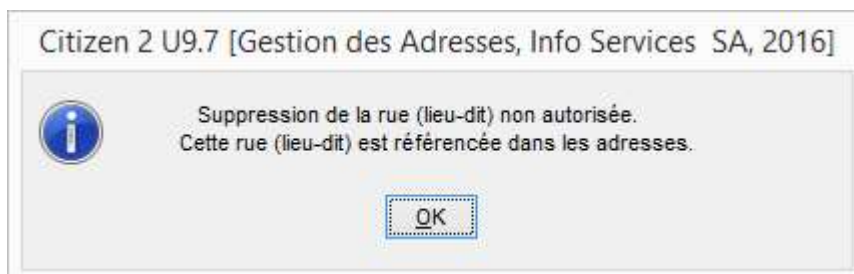 Citizen 2 U9.7 [Gestion des Adresses, Info Services SA, 2016]
Suppression de la rue (lieu-dit) non autorisée.
Cette rue (lieu-dit) est référencée dans les adresses.
OK